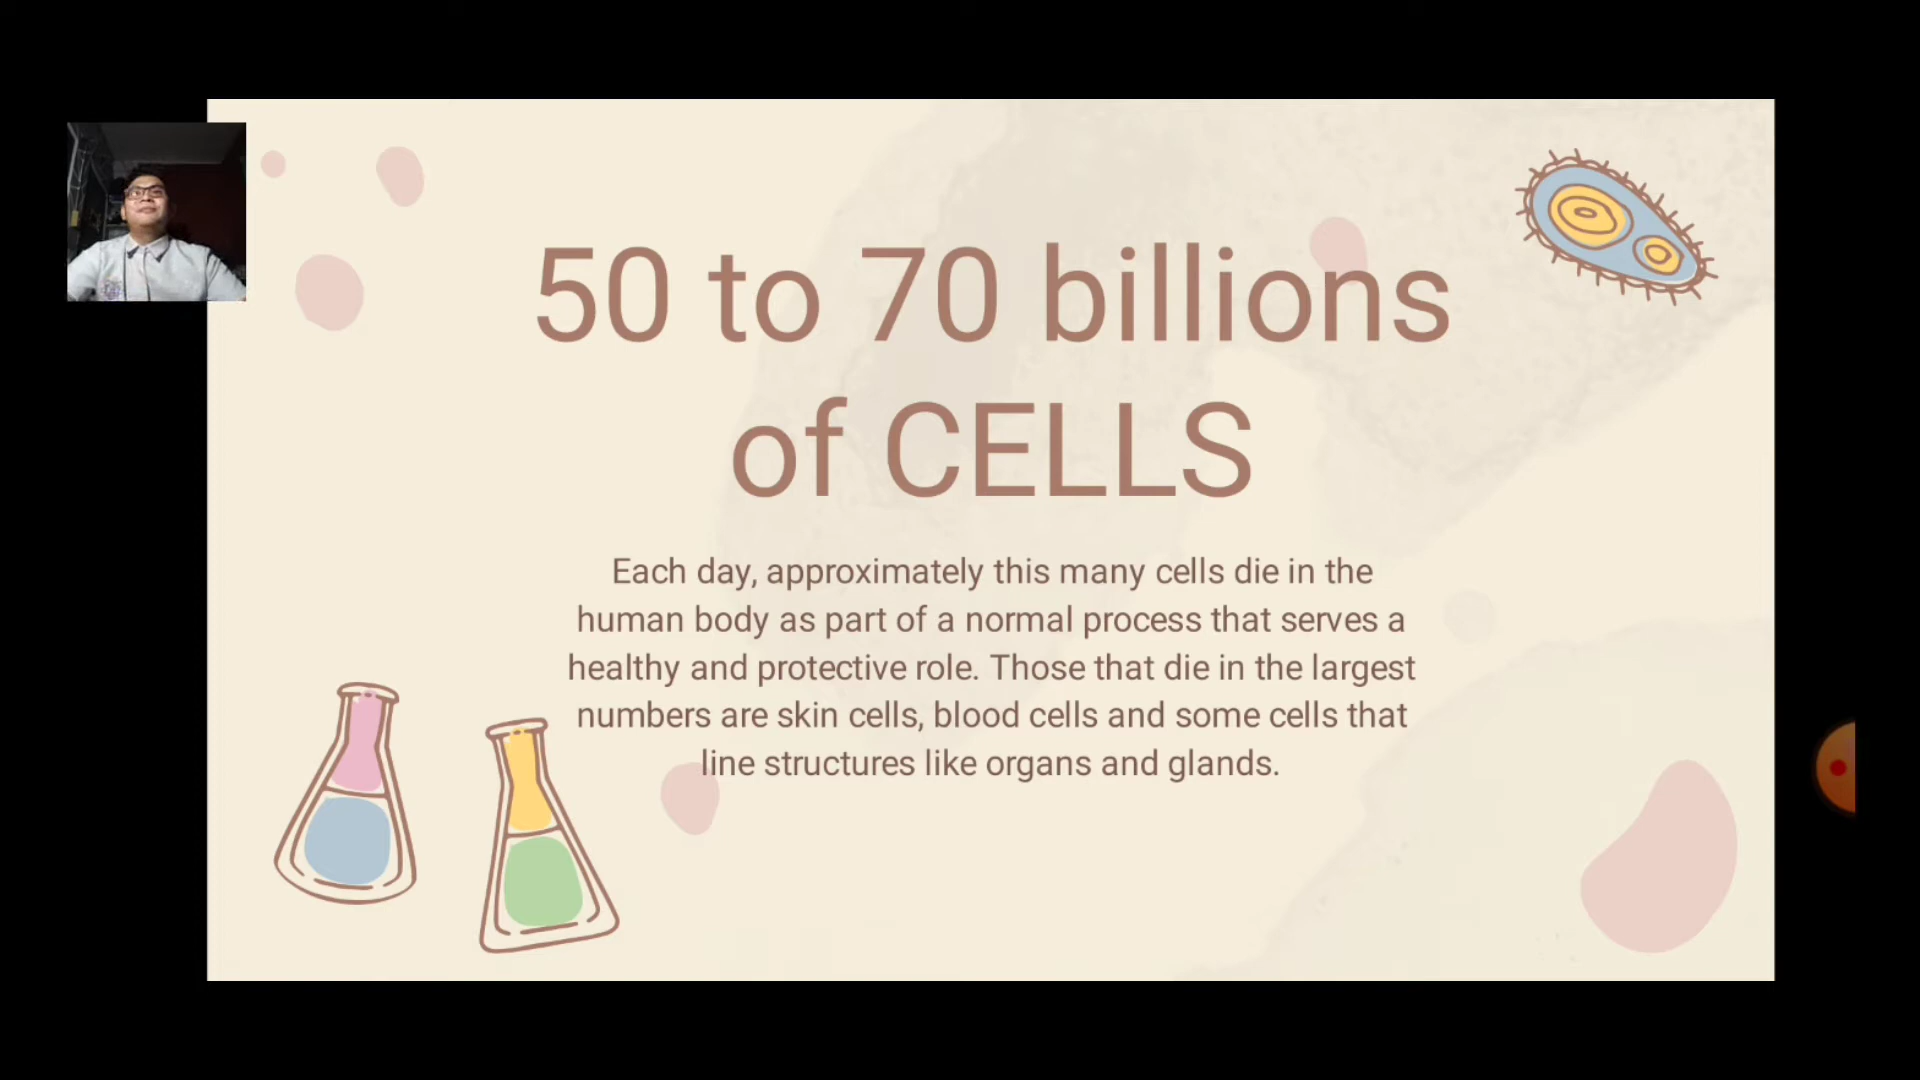 50 to 70 billions
of CELLS
Each day, approximately this many cells die in the
human body as part of a normal process that serves a
healthy and protective role. Those that die in the largest
numbers are skin cells, blood cells and some cells that
line structures like organs and glands.